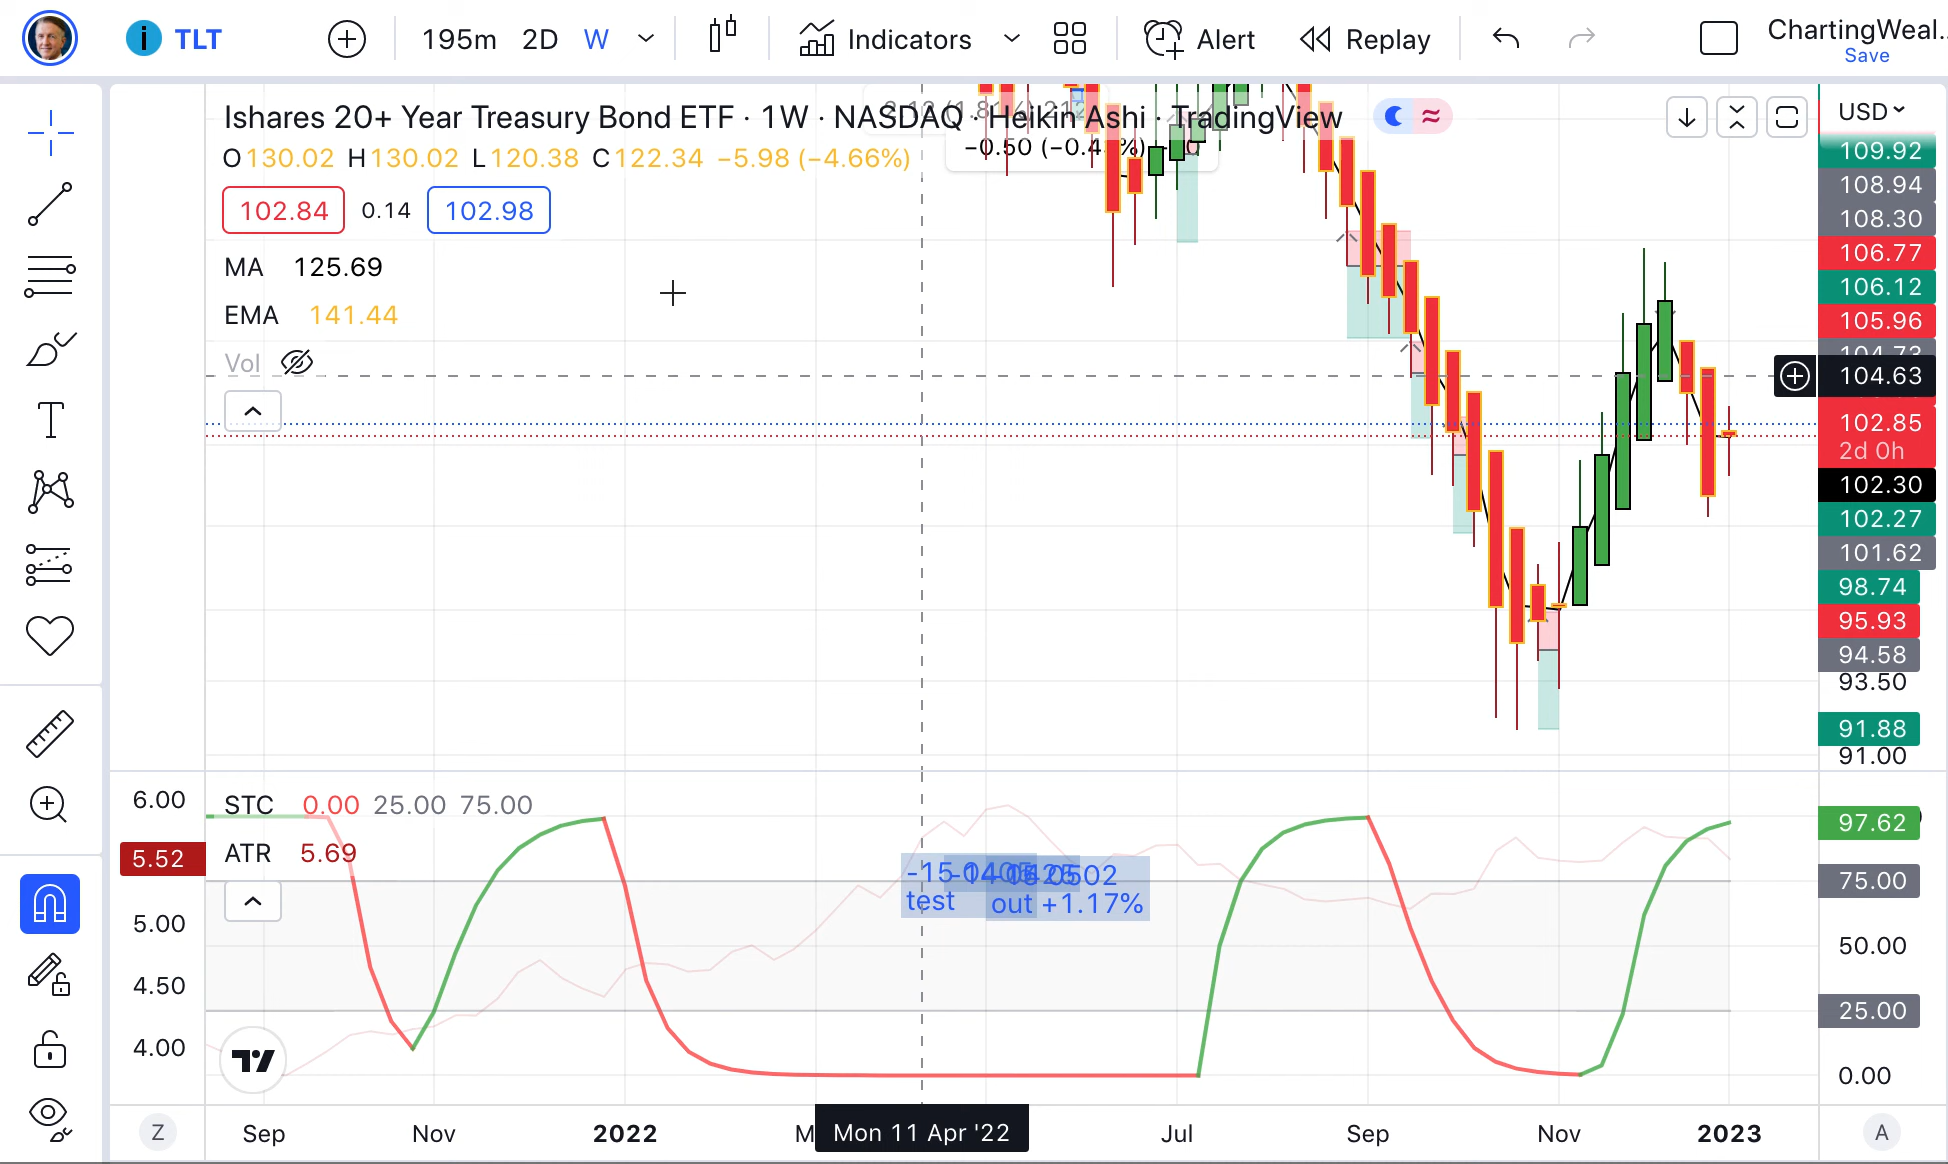 TLT
195m 2D W Indicators Alert Replay
ChartingWeal..
Save
Ishares 20+ Year Treasury Bond ETF · 1W · NASDAQ · Heikin Ashi · TradingView
O130.02 H130.02 L120.38 C122.34 −5.98 (−4.66%)
102.84 0.14 102.98
MA 125.69
EMA 141.44
Vol
USD
109.92
108.94
108.30
106.77
106.12
105.96
104.73
104.63
102.85
2d 0h
102.30
102.27
101.62
98.74
95.93
94.58
93.50
91.88
91.00
STC 0.00 25.00 75.00
ATR 5.69
6.00
5.52
5.00
4.50
4.00
test
out +1.17%
97.62
75.00
50.00
25.00
0.00
Z Sep Nov 2022 M Mon 11 Apr '22 Jul Sep Nov 2023 A